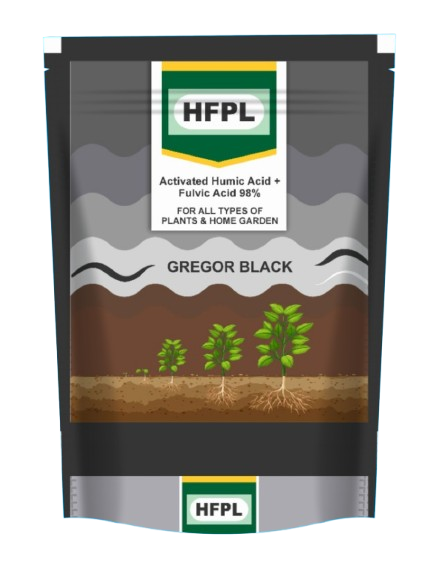 HFPL
Activated Humic Acid +
Fulvic Acid 98%
FOR ALL TYPES OF
PLANTS & HOME GARDEN
GREGOR BLACK
HFPL